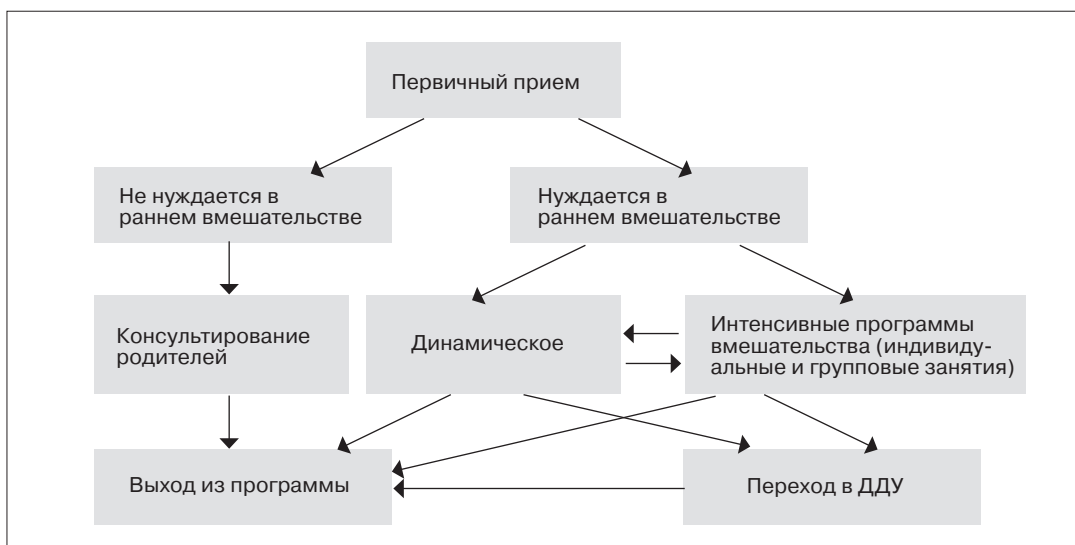 Первичный прием
Не нуждается в
раннем вмешательстве
Нуждается в
раннем вмешательстве
Консультирование
родителей
Динамическое
Интенсивные программы
вмешательства (индивиду-
альные и групповые занятия)
Выход из программы
Переход в ДДУ